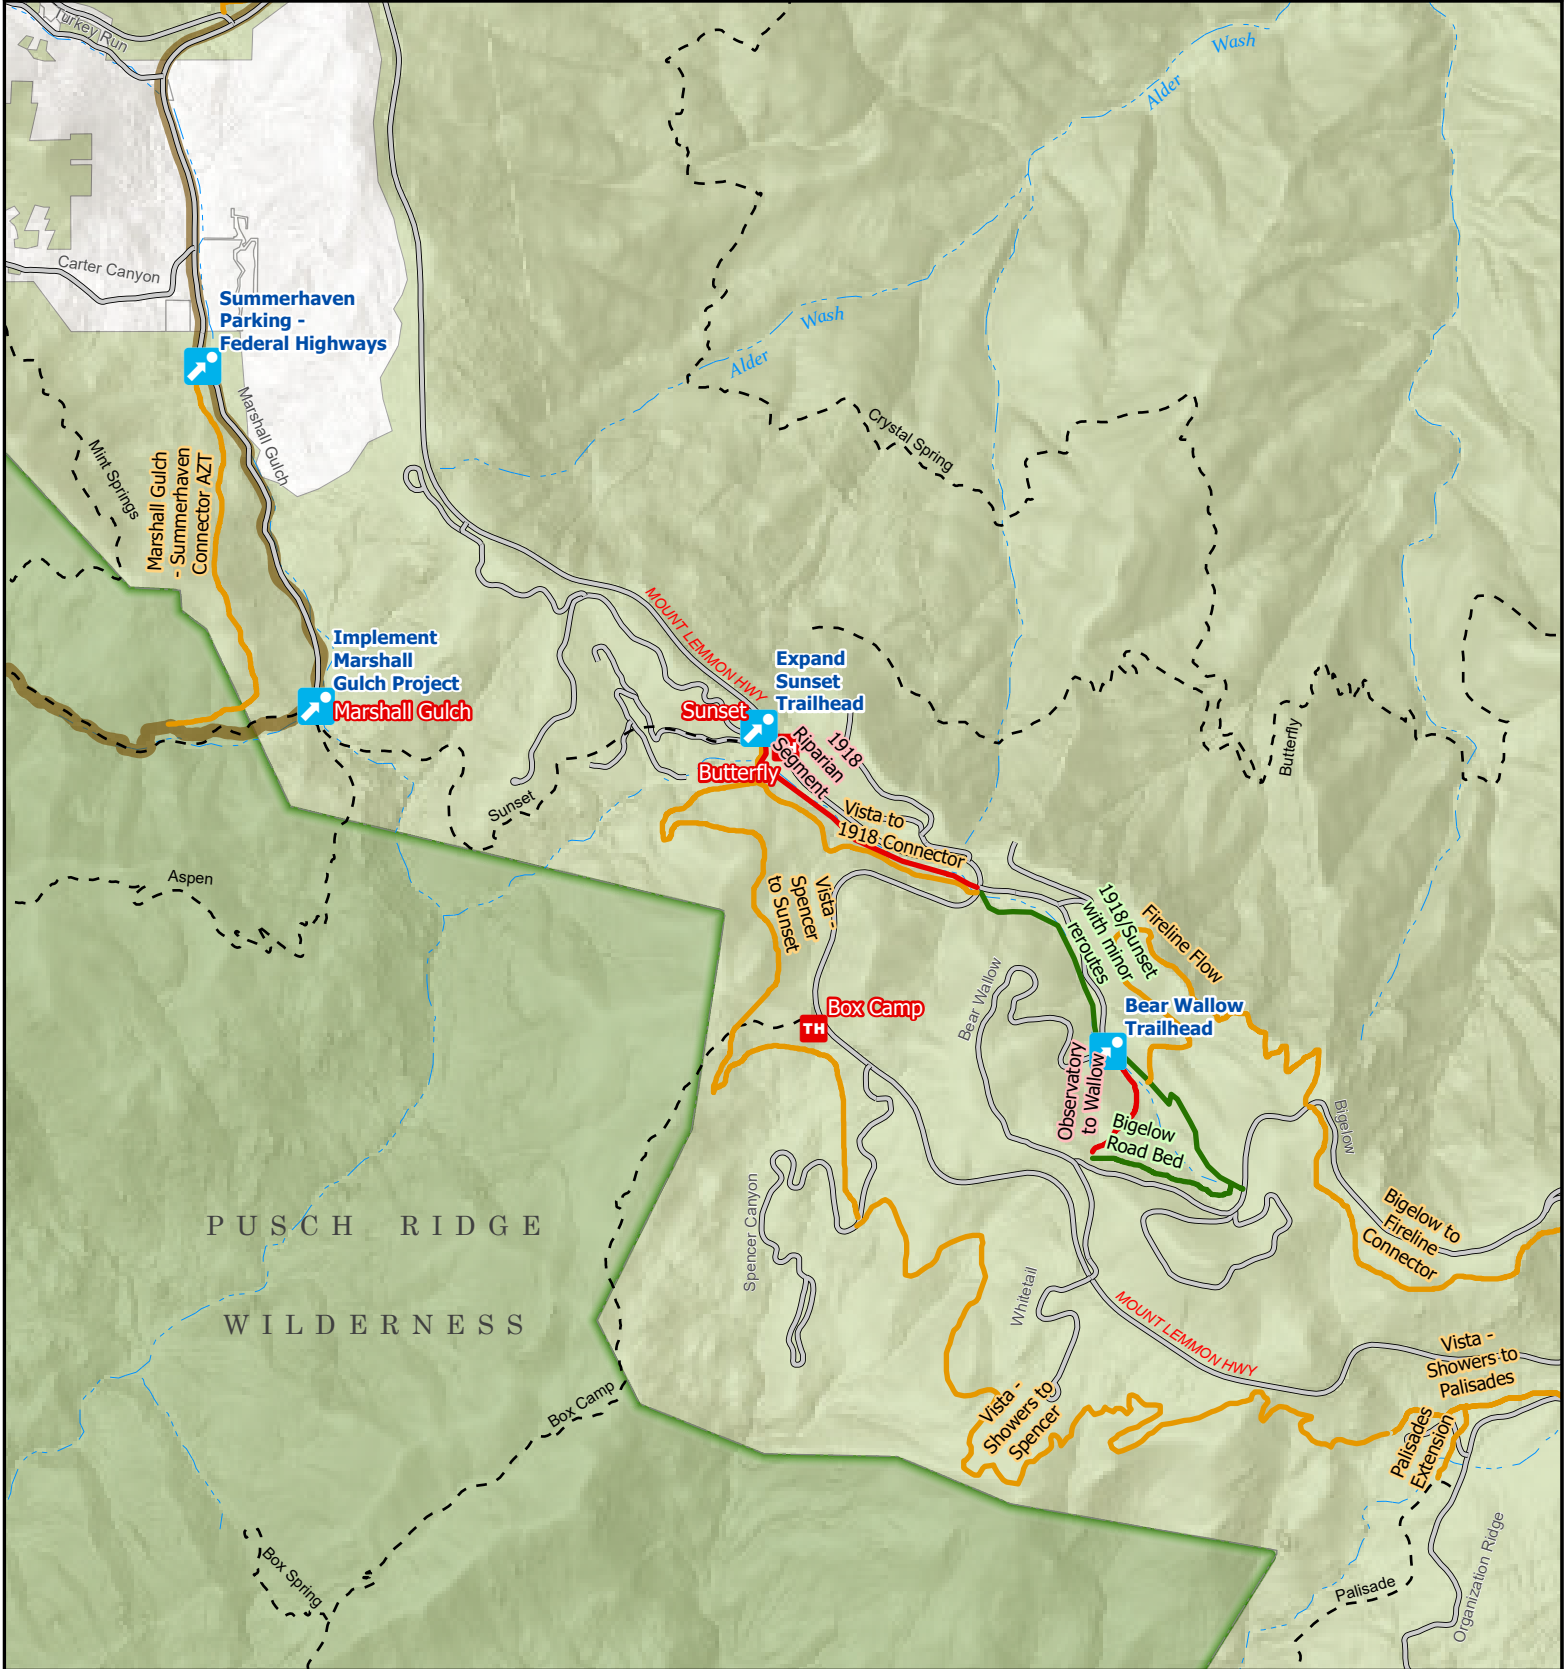 Turkey Run
Wash
Alder
Carter Canyon
Summerhaven
Parking -
Federal Highways
Wash
Alder
Marshall Gulch
Crystal Spring
Mint Springs
Marshall Gulch
- Summerhaven
Connector AZT
MOUNT LEMMON HWY
Implement
Marshall
Gulch Project
Marshall Gulch
Expand
Sunset
Trailhead
Sunset
Butterfly
1918
Riparian
Segment
Butterfly
Sunset
Vista to
1918 Connector
Aspen
Vista -
Spencer
to Sunset
1918/Sunset
with minor
reroutes
Fireline Flow
Bear Wallow
Box Camp
TH
Bear Wallow
Trailhead
Observatory
to Wallow
Bigelow
Road Bed
Bigelow
Spencer Canyon
PUSCH RIDGE
WILDERNESS
Bigelow to
Fireline
Connector
Whitetail
MOUNT LEMMON HWY
Vista -
Showers to
Palisades
Vista -
Showers to
Spencer
Box Camp
Palisades
Extension
Box Spring
Palisade
Organization Ridge